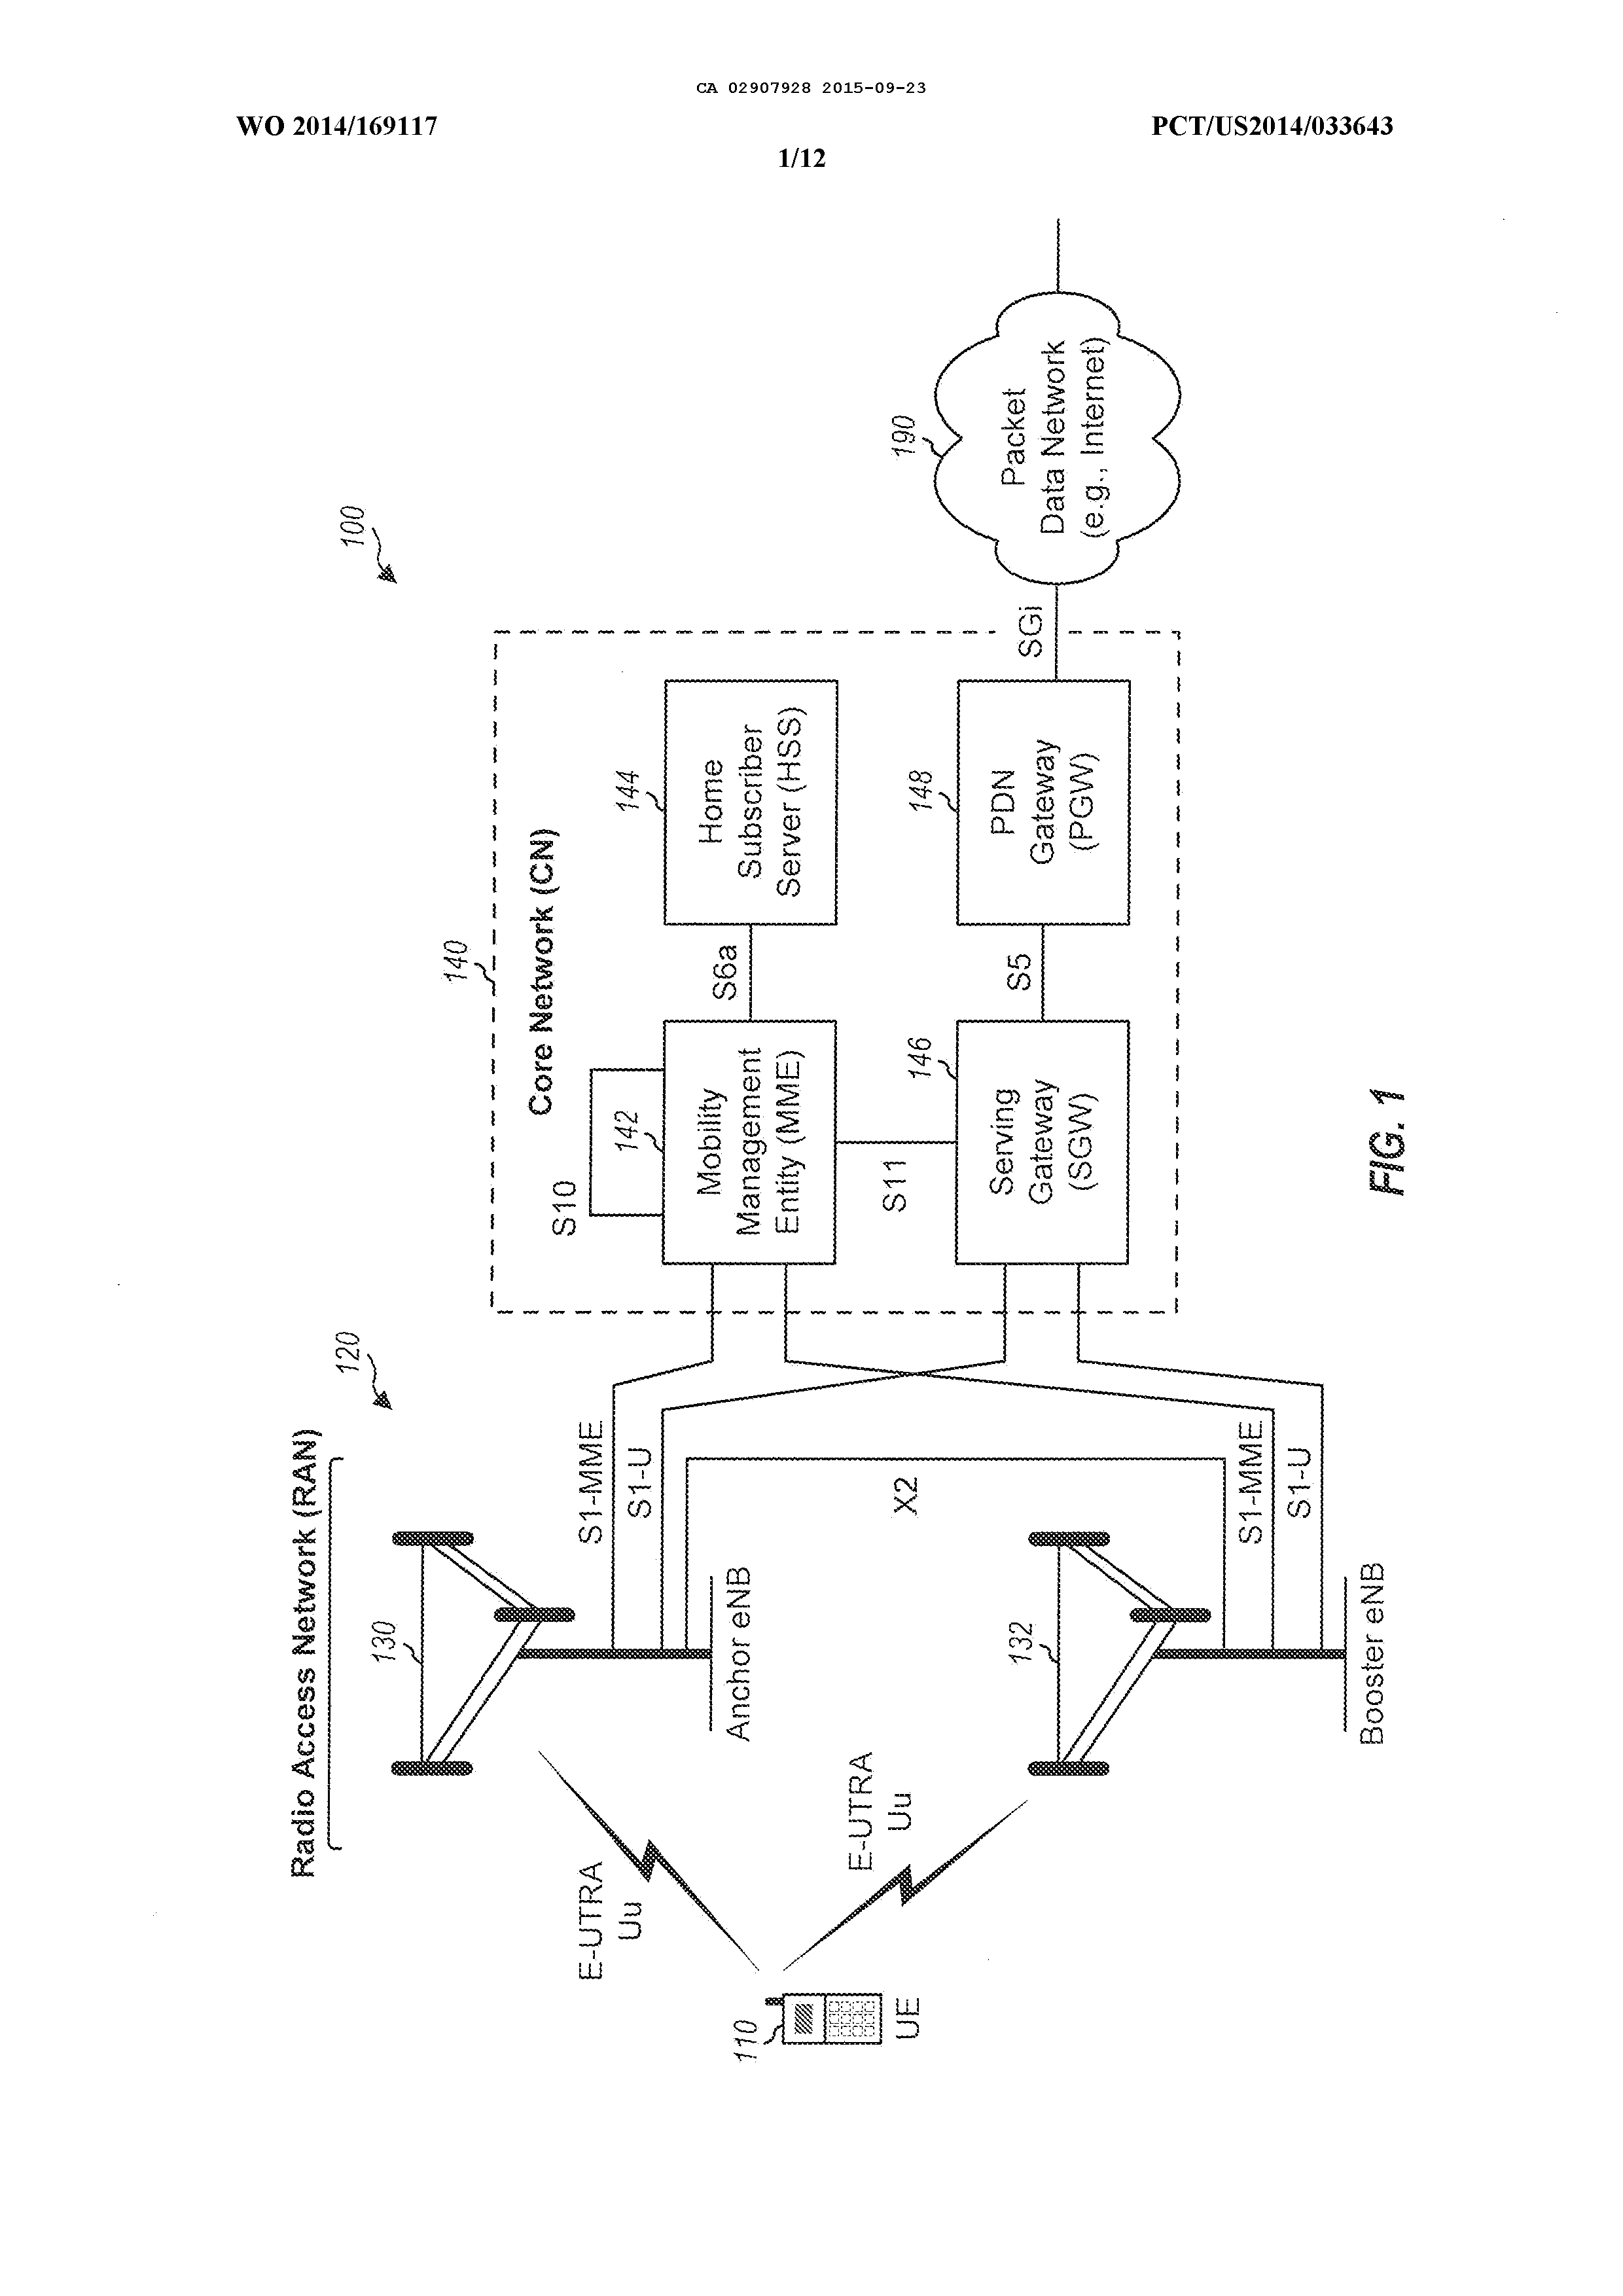 CA 02907928 2015-09-23
WO 2014/169117
PCT/US2014/033643
1/12
100
Radio Access Network (RAN)
120
140
Core Network (CN)
130
S10
142
144
E-UTRA
Uu
S1-MME
S1-U
Mobility
Management
Entity (MME)
S6a
Home
Subscriber
Server (HSS)
Anchor eNB
110
UE
X2
S11
190
E-UTRA
Uu
146
148
132
Serving
Gateway
(SGW)
S5
PDN
Gateway
(PGW)
SGi
Packet
Data Network
(e.g., Internet)
S1-MME
S1-U
Booster eNB
FIG. 1